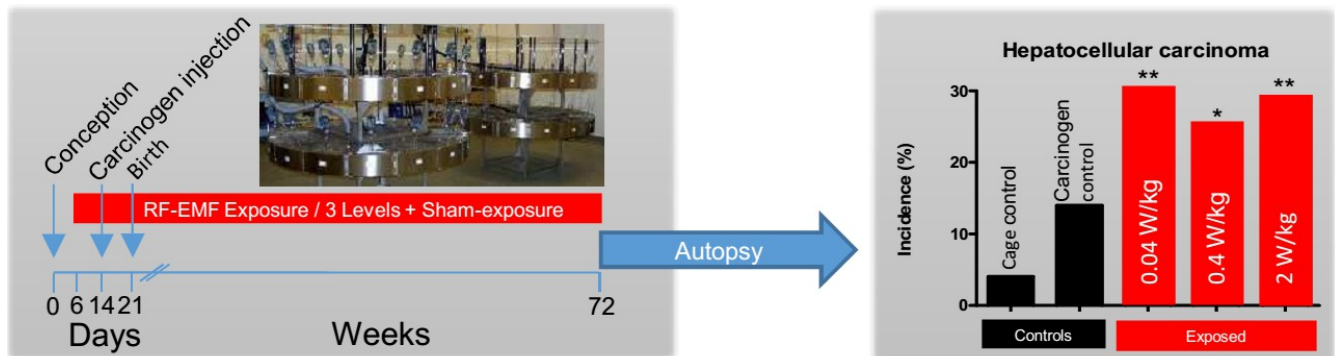 Conception
Carcinogen injection
Birth
RF-EMF Exposure / 3 Levels + Sham-exposure
0 6 14 21 72
Days Weeks
Autopsy
Hepatocellular carcinoma
Incidence (%)
30
20
10
0
Cage control
Carcinogen
control
**
0.04 W/kg
*
0.4 W/kg
**
2 W/kg
Controls
Exposed